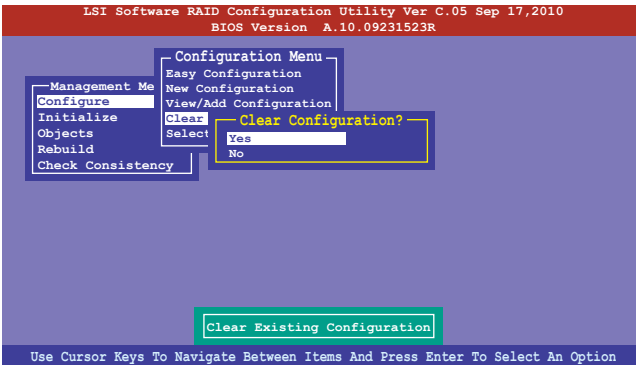 LSI Software RAID Configuration Utility Ver C.05 Sep 17,2010
BIOS Version A.10.09231523R
Configuration Menu
Easy Configuration
New Configuration
View/Add Configuration
Clear
Select
Management Me
Configure
Initialize
Objects
Rebuild
Check Consistency
Clear Configuration?
Yes
No
Clear Existing Configuration
Use Cursor Keys To Navigate Between Items And Press Enter To Select An Option